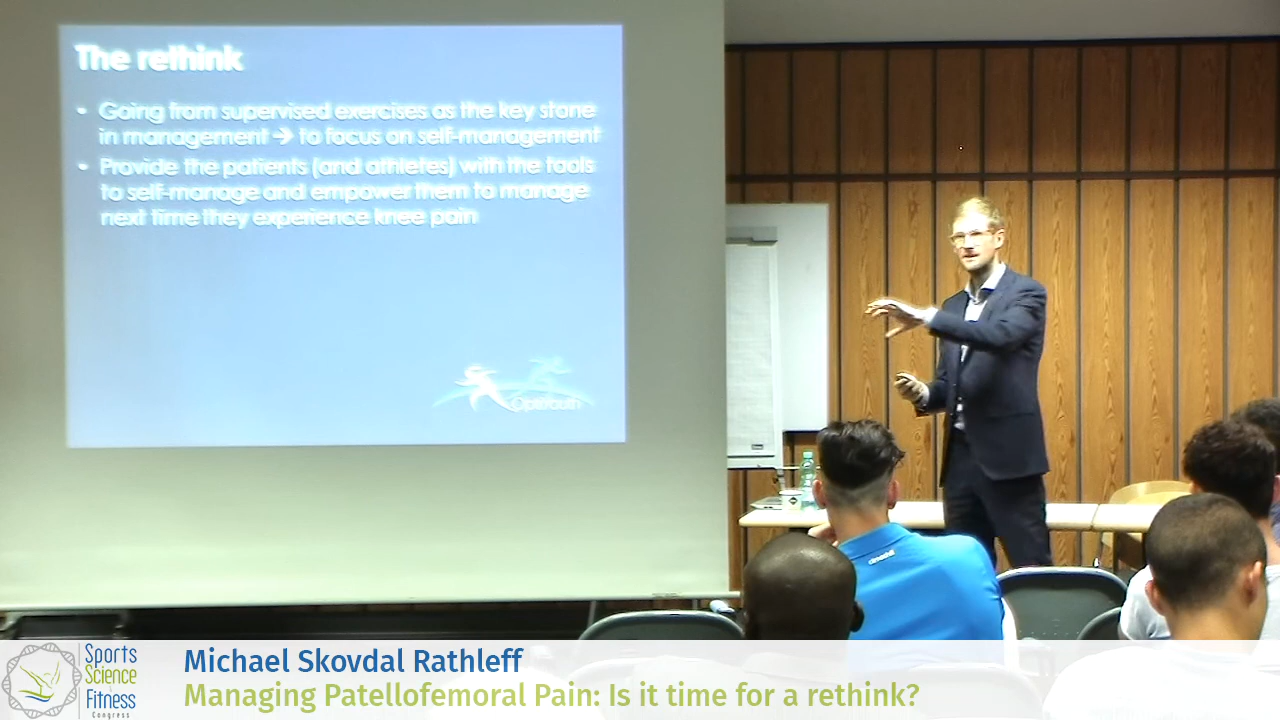 The rethink
• Going from supervised exercises as the key stone
in management → to focus on self-management
• Provide the patients (and athletes) with the tools
to self-manage and empower them to manage
next time they experience knee pain
OptiYouth
Sports
Science
Fitness
Congress
Michael Skovdal Rathleff
Managing Patellofemoral Pain: Is it time for a rethink?